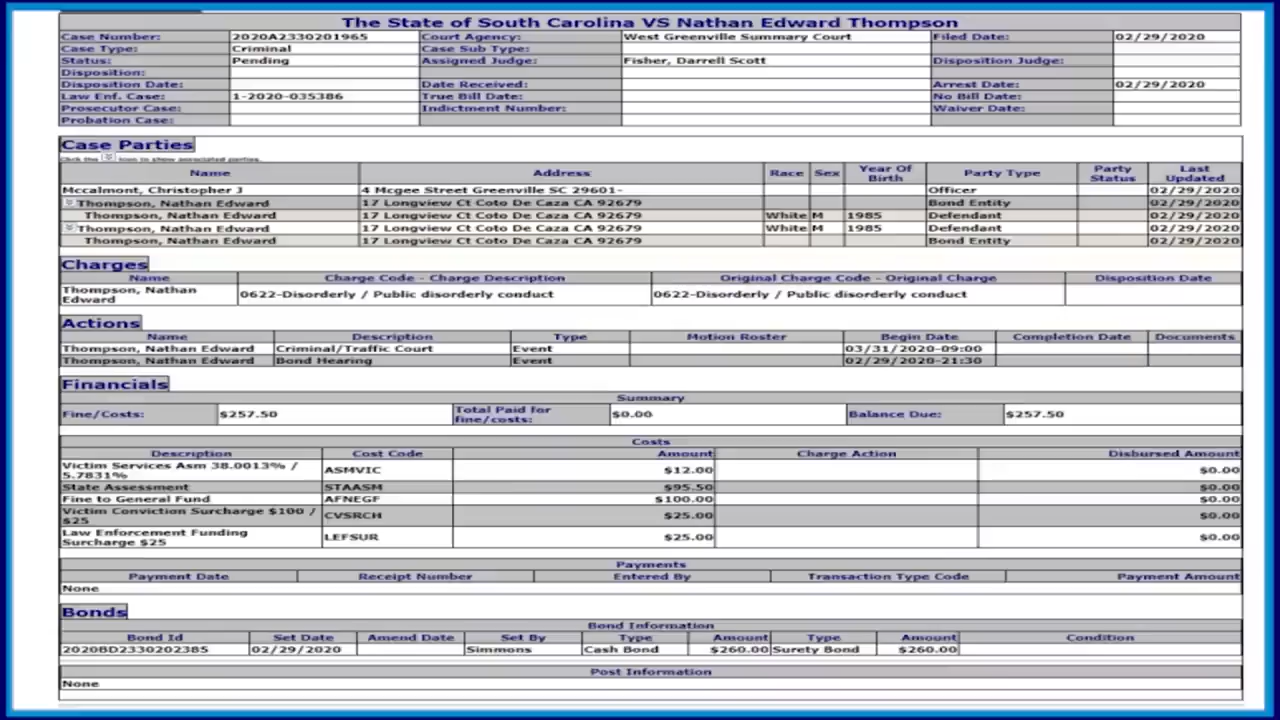 The State of South Carolina VS Nathan Edward Thompson
Case Number: 2020A2330201965 Court Agency: West Greenville Summary Court Filed Date: 02/29/2020
Case Type: Criminal Case Sub Type:
Status: Pending Assigned Judge: Fisher, Darrell Scott Disposition Judge:
Disposition:
Disposition Date: Date Received: Arrest Date: 02/29/2020
Law Enf. Case: 1-2020-035386 True Bill Date: No Bill Date:
Prosecutor Case: Indictment Number: Waiver Date:
Probation Case:
Case Parties
Click the icon to show associated parties.
Name Address Race Sex Year Of Birth Party Type Party Status Last Updated
Mccalmont, Christopher J 4 Mcgee Street Greenville SC 29601- Officer 02/29/2020
Thompson, Nathan Edward 17 Longview Ct Coto De Caza CA 92679 Bond Entity 02/29/2020
Thompson, Nathan Edward 17 Longview Ct Coto De Caza CA 92679 White M 1985 Defendant 02/29/2020
Thompson, Nathan Edward 17 Longview Ct Coto De Caza CA 92679 White M 1985 Defendant 02/29/2020
Thompson, Nathan Edward 17 Longview Ct Coto De Caza CA 92679 Bond Entity 02/29/2020
Charges
Name Charge Code - Charge Description Original Charge Code - Original Charge Disposition Date
Thompson, Nathan Edward 0622-Disorderly / Public disorderly conduct 0622-Disorderly / Public disorderly conduct
Actions
Name Description Type Motion Roster Begin Date Completion Date Documents
Thompson, Nathan Edward Criminal/Traffic Court Event 03/31/2020-09:00
Thompson, Nathan Edward Bond Hearing Event 02/29/2020-21:30
Financials
Summary
Fine/Costs: $257.50 Total Paid for fine/costs: $0.00 Balance Due: $257.50
Costs
Description Cost Code Amount Charge Action Disbursed Amount
Victim Services Asm 38.0013% / 5.7831% ASMVIC $12.00 $0.00
State Assessment STAASM $95.50 $0.00
Fine to General Fund AFNEGF $100.00 $0.00
Victim Conviction Surcharge $100 / $25 CVSRCH $25.00 $0.00
Law Enforcement Funding Surcharge $25 LEFSUR $25.00 $0.00
Payments
Payment Date Receipt Number Entered By Transaction Type Code Payment Amount
None
Bonds
Bond Information
Bond Id Set Date Amend Date Set By Type Amount Type Amount Condition
2020BD2330202385 02/29/2020 Simmons Cash Bond $260.00 Surety Bond $260.00
Post Information
None